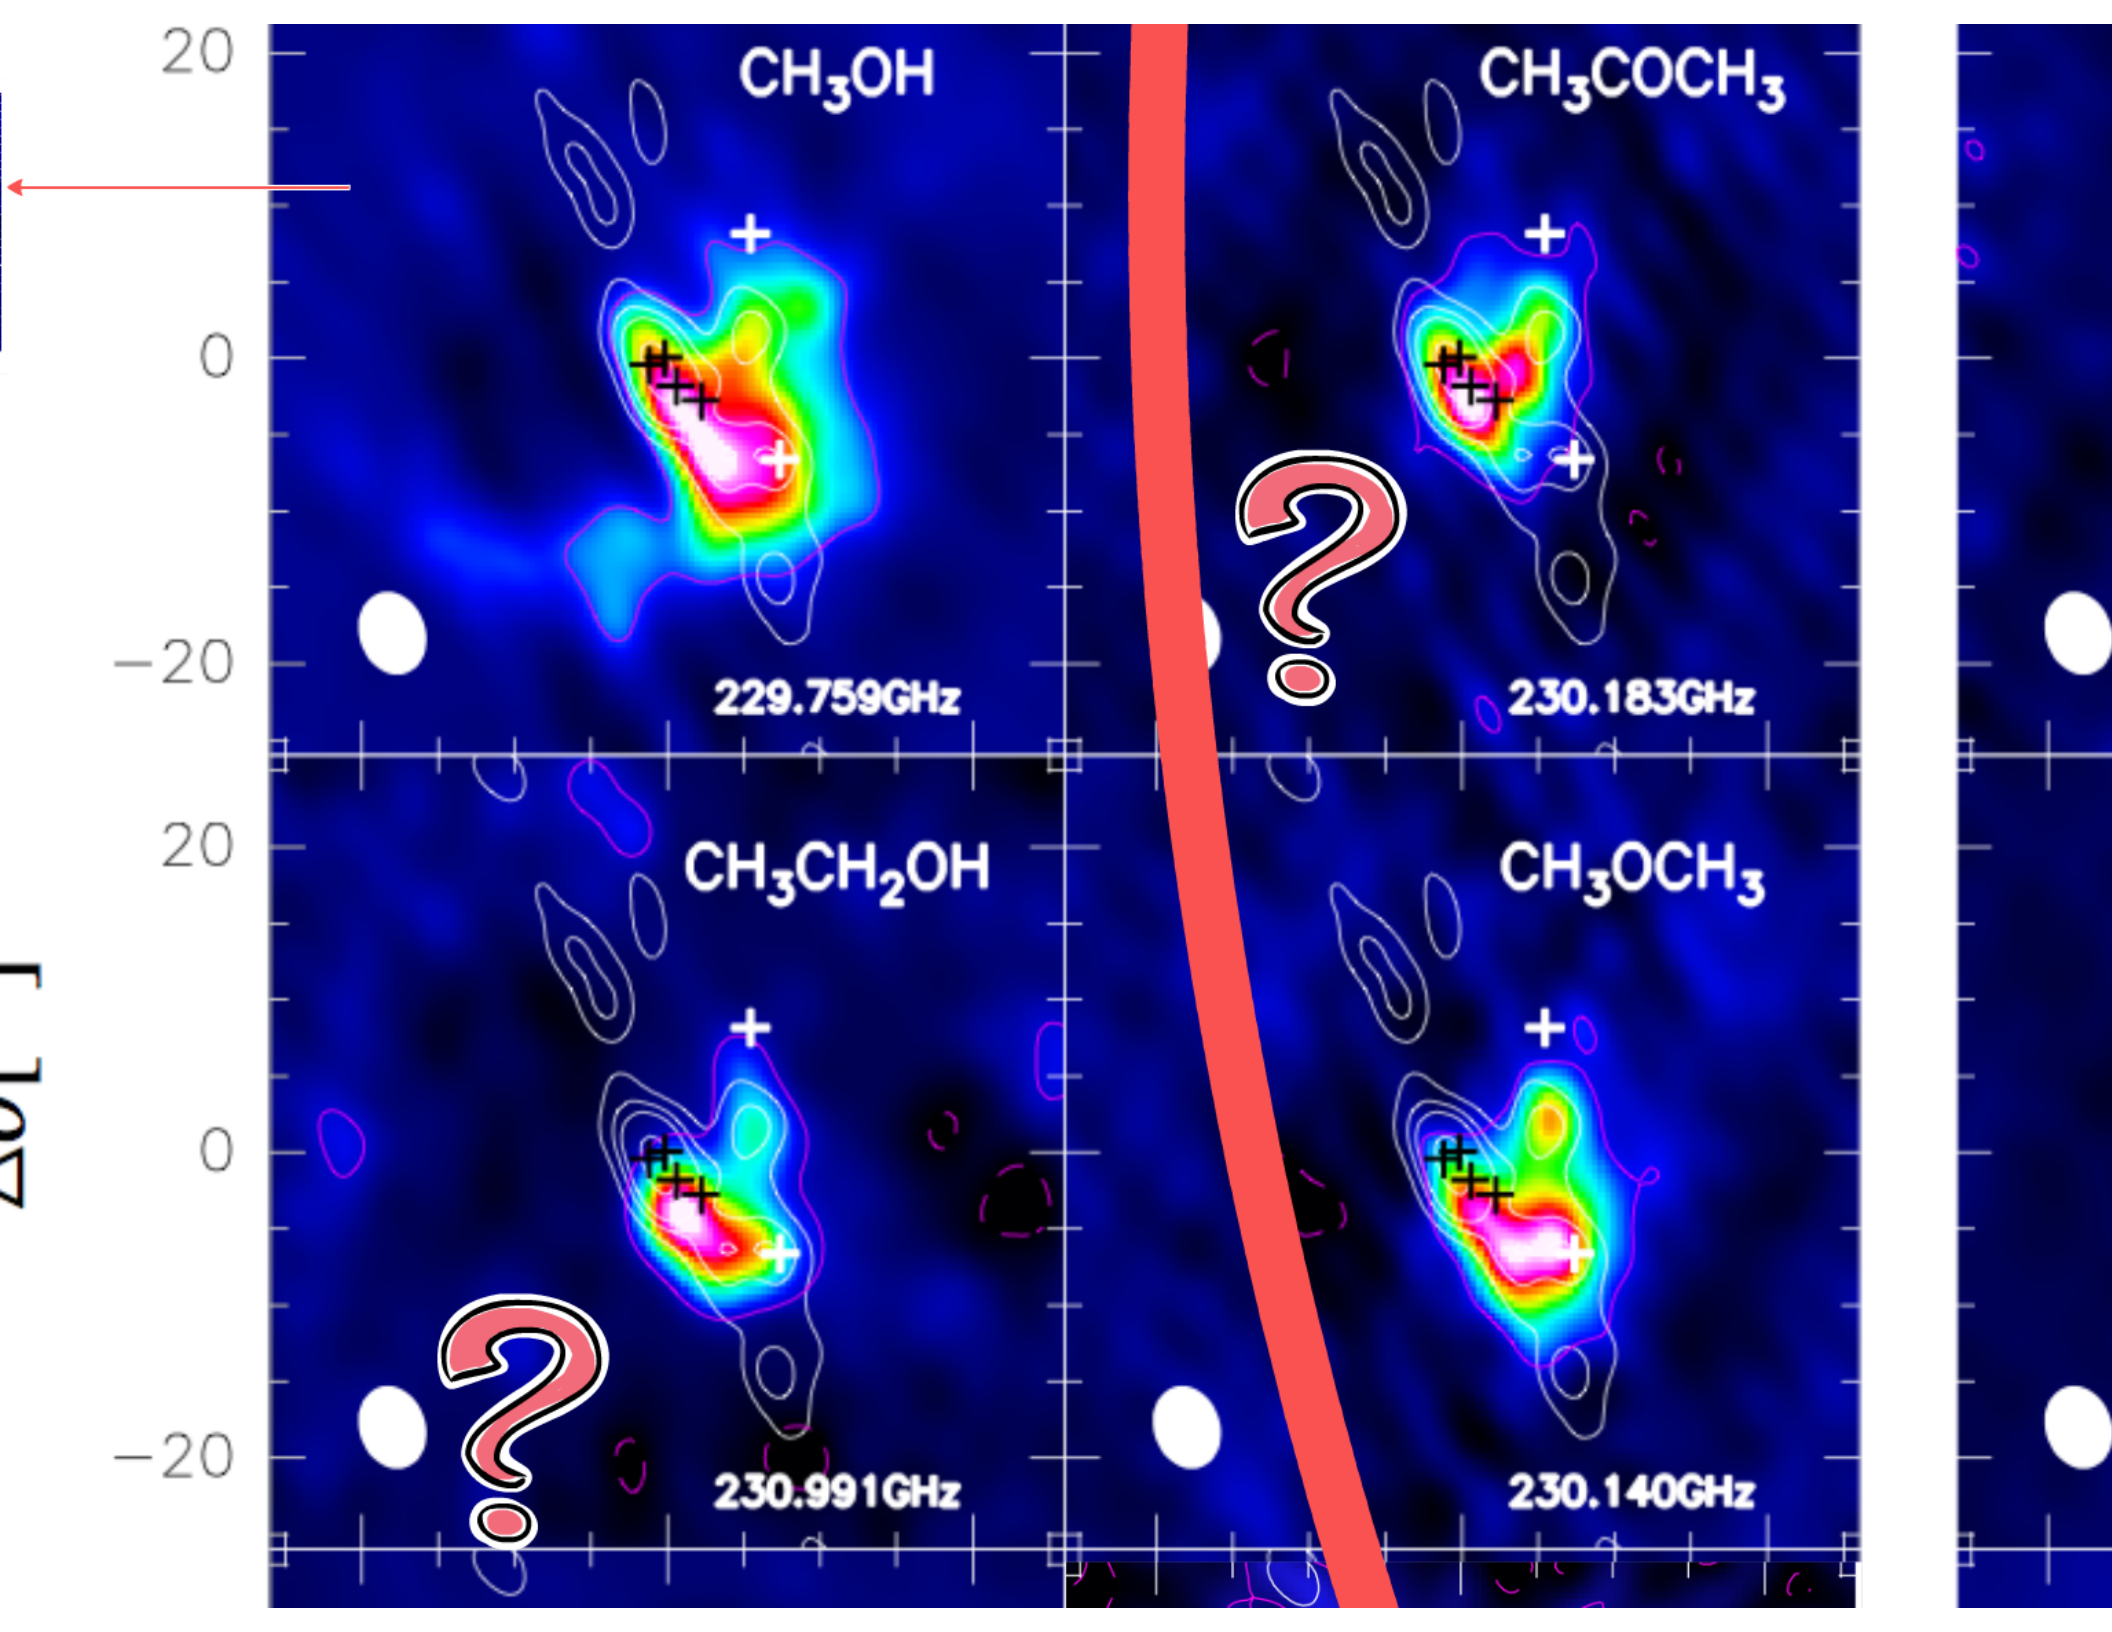 20
CH3OH
CH3COCH3
0
−20
229.759GHz
230.183GHz
?
20
CH3CH2OH
CH3OCH3
0
−20
230.991GHz
230.140GHz
?